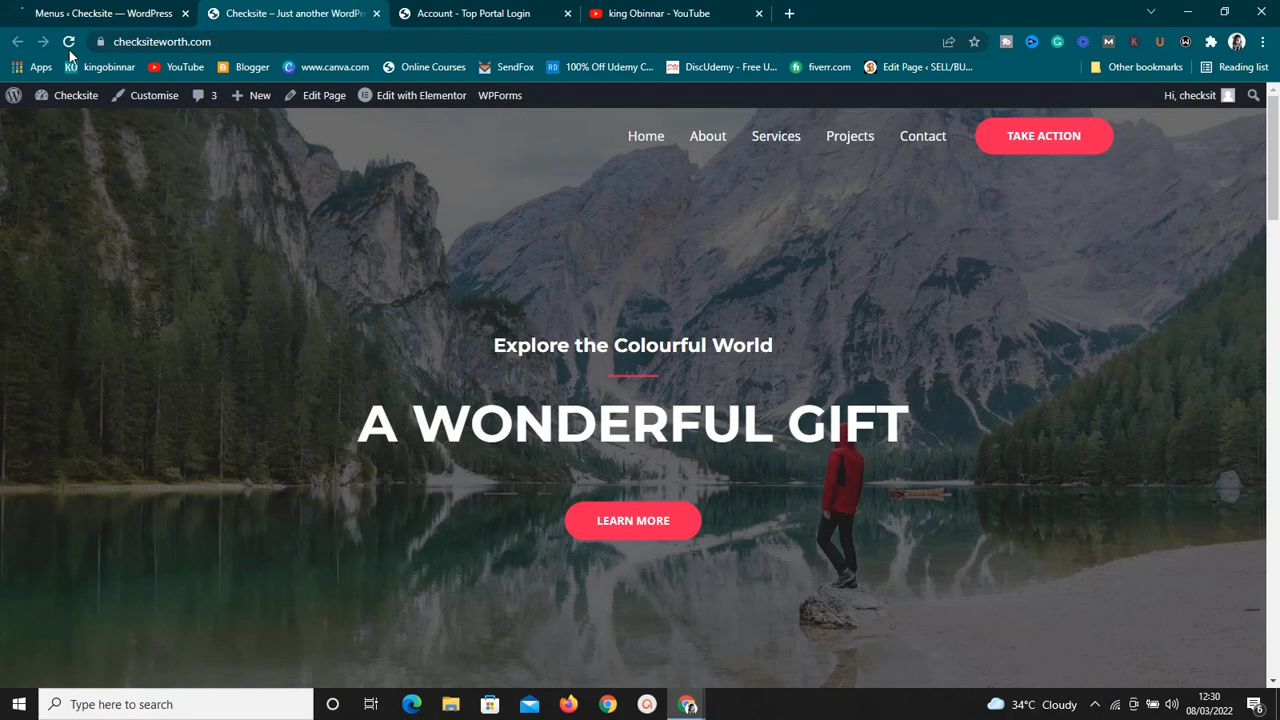 Menus ‹ Checksite — WordPress
Checksite – Just another WordPr
Account - Top Portal Login
king Obinnar - YouTube
checksiteworth.com
Apps
kingobinnar
YouTube
Blogger
www.canva.com
Online Courses
SendFox
100% Off Udemy C...
DiscUdemy - Free U...
fiverr.com
Edit Page ‹ SELL/BU...
Other bookmarks
Reading list
Checksite
Customise
3
New
Edit Page
Edit with Elementor
WPForms
Hi, checksit
Home
About
Services
Projects
Contact
TAKE ACTION
Explore the Colourful World
A WONDERFUL GIFT
LEARN MORE
Type here to search
34°C Cloudy
12:30
08/03/2022
6